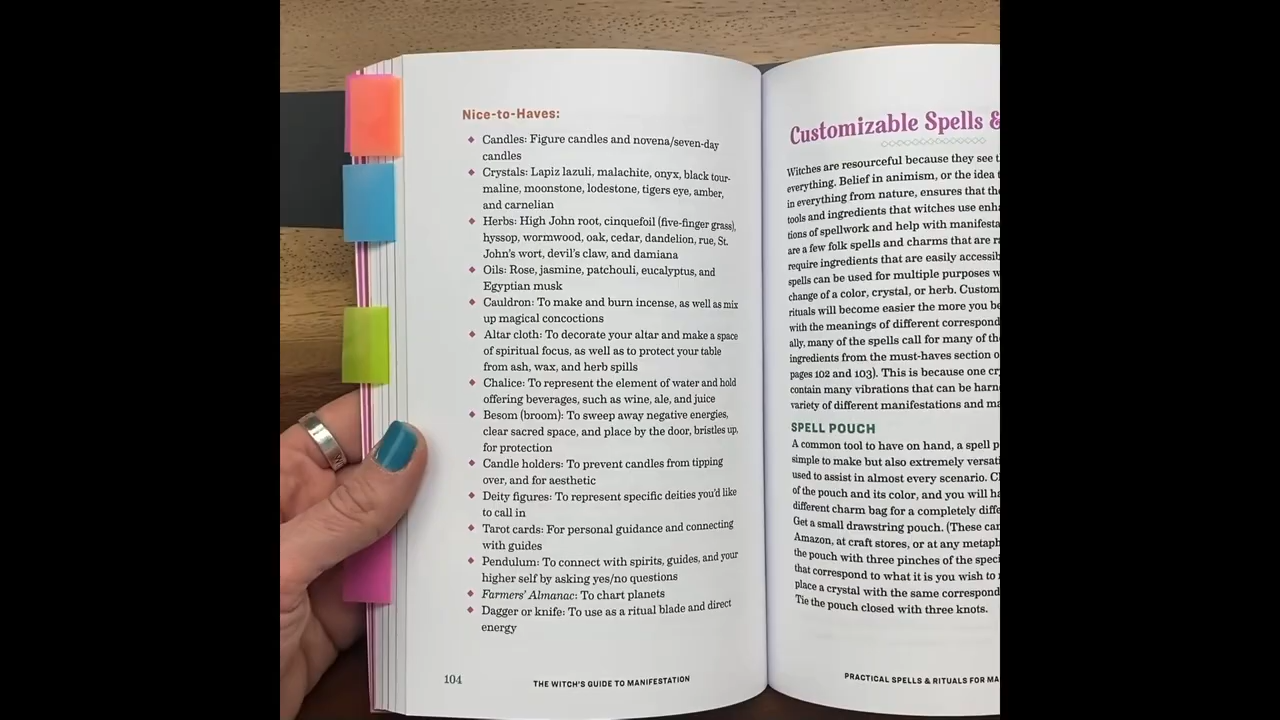 Nice-to-Haves:
◆ Candles: Figure candles and novena/seven-day
candles
◆ Crystals: Lapiz lazuli, malachite, onyx, black tour-
maline, moonstone, lodestone, tigers eye, amber,
and carnelian
◆ Herbs: High John root, cinquefoil (five-finger grass),
hyssop, wormwood, oak, cedar, dandelion, rue, St.
John's wort, devil's claw, and damiana
◆ Oils: Rose, jasmine, patchouli, eucalyptus, and
Egyptian musk
◆ Cauldron: To make and burn incense, as well as mix
up magical concoctions
◆ Altar cloth: To decorate your altar and make a space
of spiritual focus, as well as to protect your table
from ash, wax, and herb spills
◆ Chalice: To represent the element of water and hold
offering beverages, such as wine, ale, and juice
◆ Besom (broom): To sweep away negative energies,
clear sacred space, and place by the door, bristles up,
for protection
◆ Candle holders: To prevent candles from tipping
over, and for aesthetic
◆ Deity figures: To represent specific deities you'd like
to call in
◆ Tarot cards: For personal guidance and connecting
with guides
◆ Pendulum: To connect with spirits, guides, and your
higher self by asking yes/no questions
◆ Farmers' Almanac: To chart planets
◆ Dagger or knife: To use as a ritual blade and direct
energy
104
THE WITCH'S GUIDE TO MANIFESTATION
Customizable Spells &
Witches are resourceful because they see
everything. Belief in animism, or the idea
in everything from nature, ensures that
tools and ingredients that witches use
tions of spellwork and help with
are a few folk spells and charms that are
require ingredients that are easily
spells can be used for multiple purposes
change of a color, crystal, or herb.
rituals will become easier the more you
with the meanings of different
ally, many of the spells call for many of
ingredients from the must-haves section
pages 102 and 103). This is because one
contain many vibrations that can be
variety of different manifestations and
SPELL POUCH
A common tool to have on hand, a spell
simple to make but also extremely
used to assist in almost every scenario.
of the pouch and its color, and you will
different charm bag for a completely
Get a small drawstring pouch. (These
Amazon, at craft stores, or at any
the pouch with three pinches of the
that correspond to what it is you wish to
place a crystal with the same
Tie the pouch closed with three knots.
PRACTICAL SPELLS & RITUALS FOR